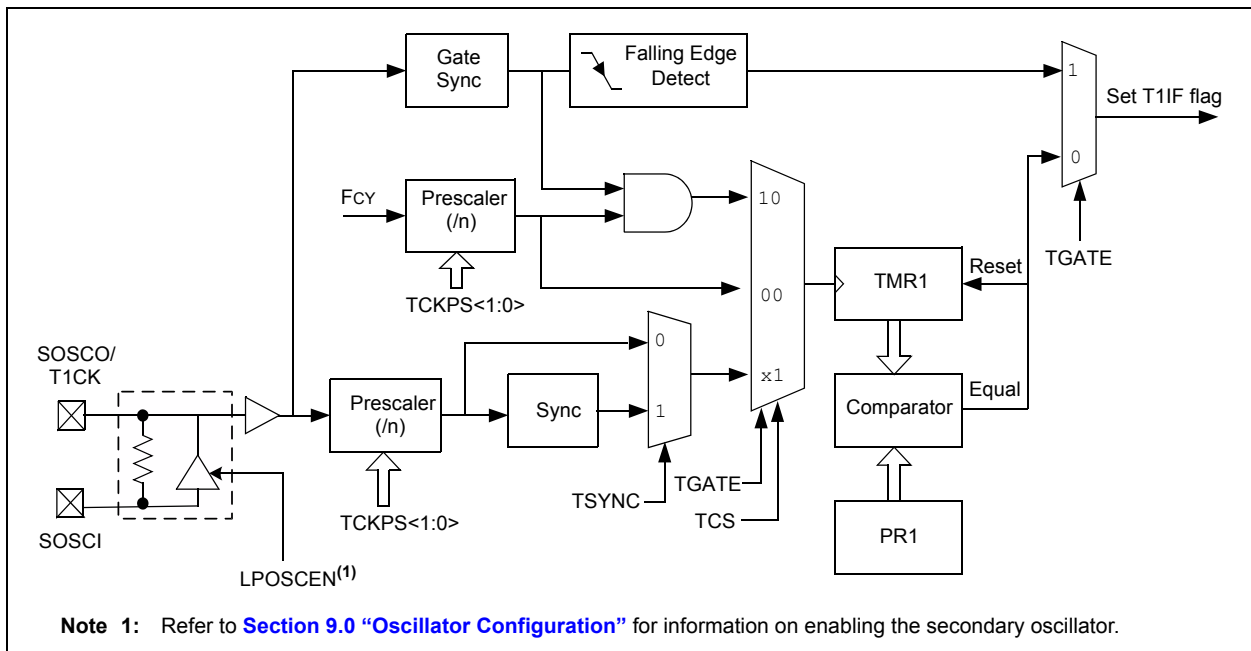 Gate
Sync
Falling Edge
Detect
1
Set T1IF flag
0
TGATE
FCY
Prescaler
(/n)
TCKPS<1:0>
10
00
x1
TMR1
Reset
SOSCO/
T1CK
SOSCI
Prescaler
(/n)
TCKPS<1:0>
Sync
0
1
TSYNC
TGATE
TCS
Comparator
Equal
PR1
LPOSCEN(1)
Note 1: Refer to Section 9.0 “Oscillator Configuration” for information on enabling the secondary oscillator.